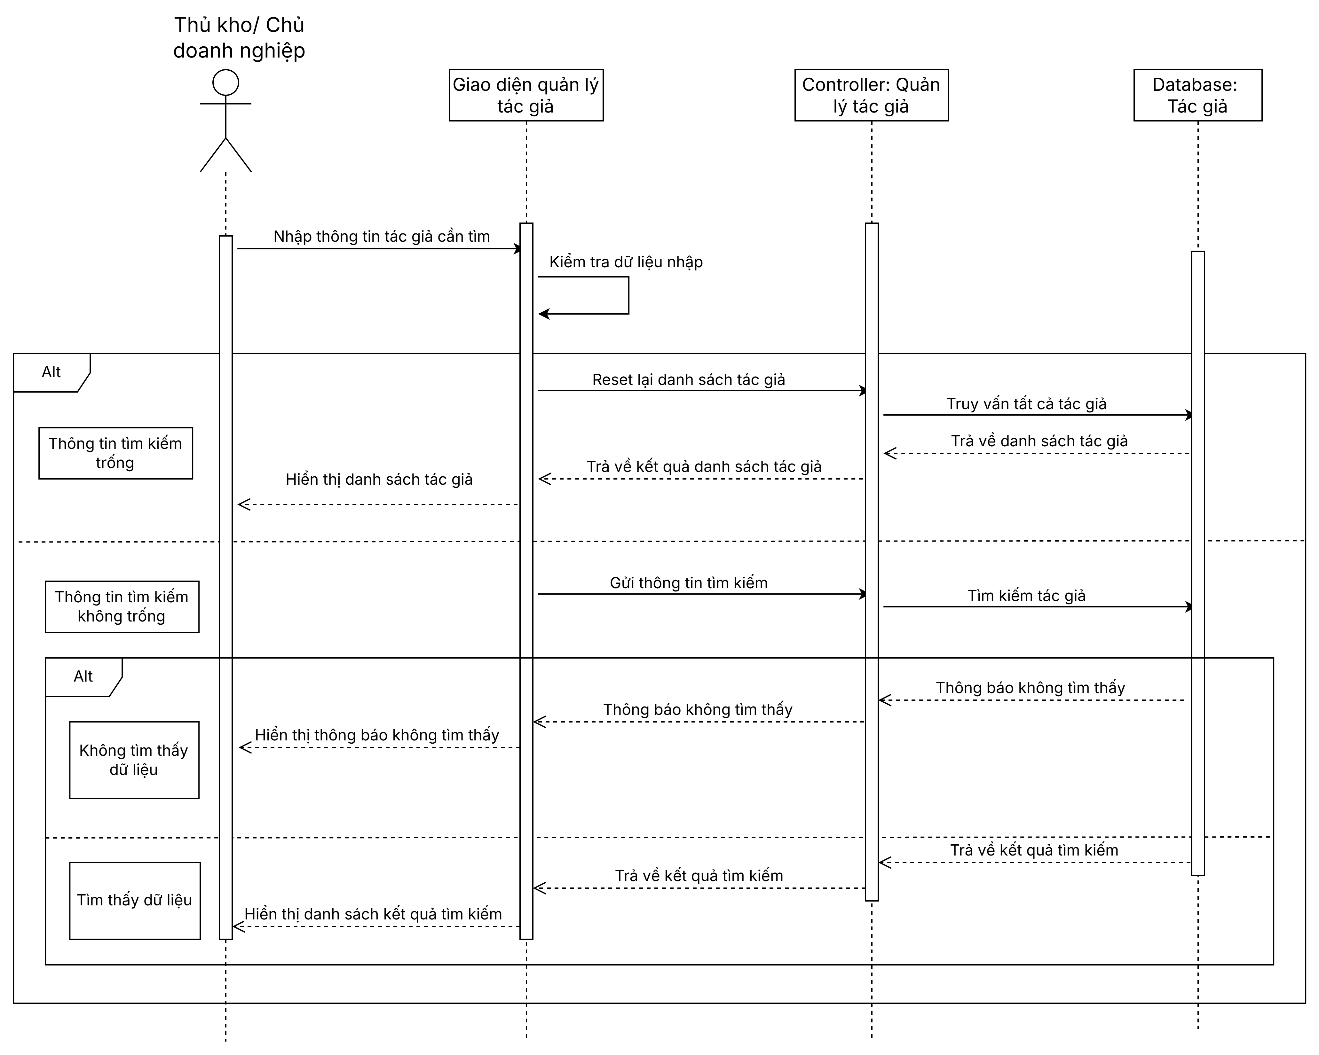 Thủ kho/ Chủ
doanh nghiệp
Giao diện quản lý
tác giả
Controller: Quản
lý tác giả
Database:
Tác giả
Nhập thông tin tác giả cần tìm
Kiểm tra dữ liệu nhập
Alt
Reset lại danh sách tác giả
Truy vấn tất cả tác giả
Thông tin tìm kiếm
trống
Trả về danh sách tác giả
Trả về kết quả danh sách tác giả
Hiển thị danh sách tác giả
Thông tin tìm kiếm
không trống
Gửi thông tin tìm kiếm
Tìm kiếm tác giả
Alt
Thông báo không tìm thấy
Thông báo không tìm thấy
Hiển thị thông báo không tìm thấy
Không tìm thấy
dữ liệu
Trả về kết quả tìm kiếm
Trả về kết quả tìm kiếm
Tìm thấy dữ liệu
Hiển thị danh sách kết quả tìm kiếm